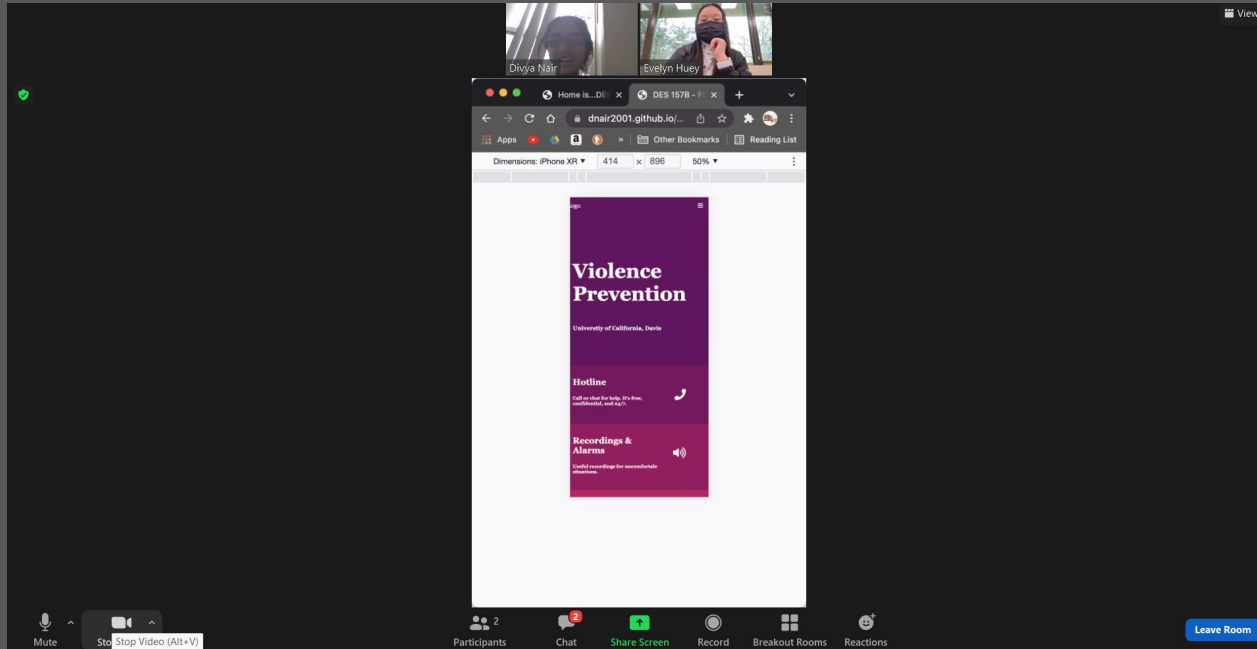 View
Divya Nair
Evelyn Huey
Home is...DE
DES 157B - Fi
dnair2001.github.io/...
Apps
a
»
Other Bookmarks
Reading List
Dimensions: iPhone XR ▼ 414 × 896 50% ▼
ogo
Violence
Prevention
Universtiy of California, Davis
Hotline
Call or chat for help. It's free,
confidential, and 24/7.
Recordings &
Alarms
Useful recordings for uncomfortale
situations.
2
2
Mute
Sto
Stop Video (Alt+V)
Participants
Chat
Share Screen
Record
Breakout Rooms
Reactions
Leave Room